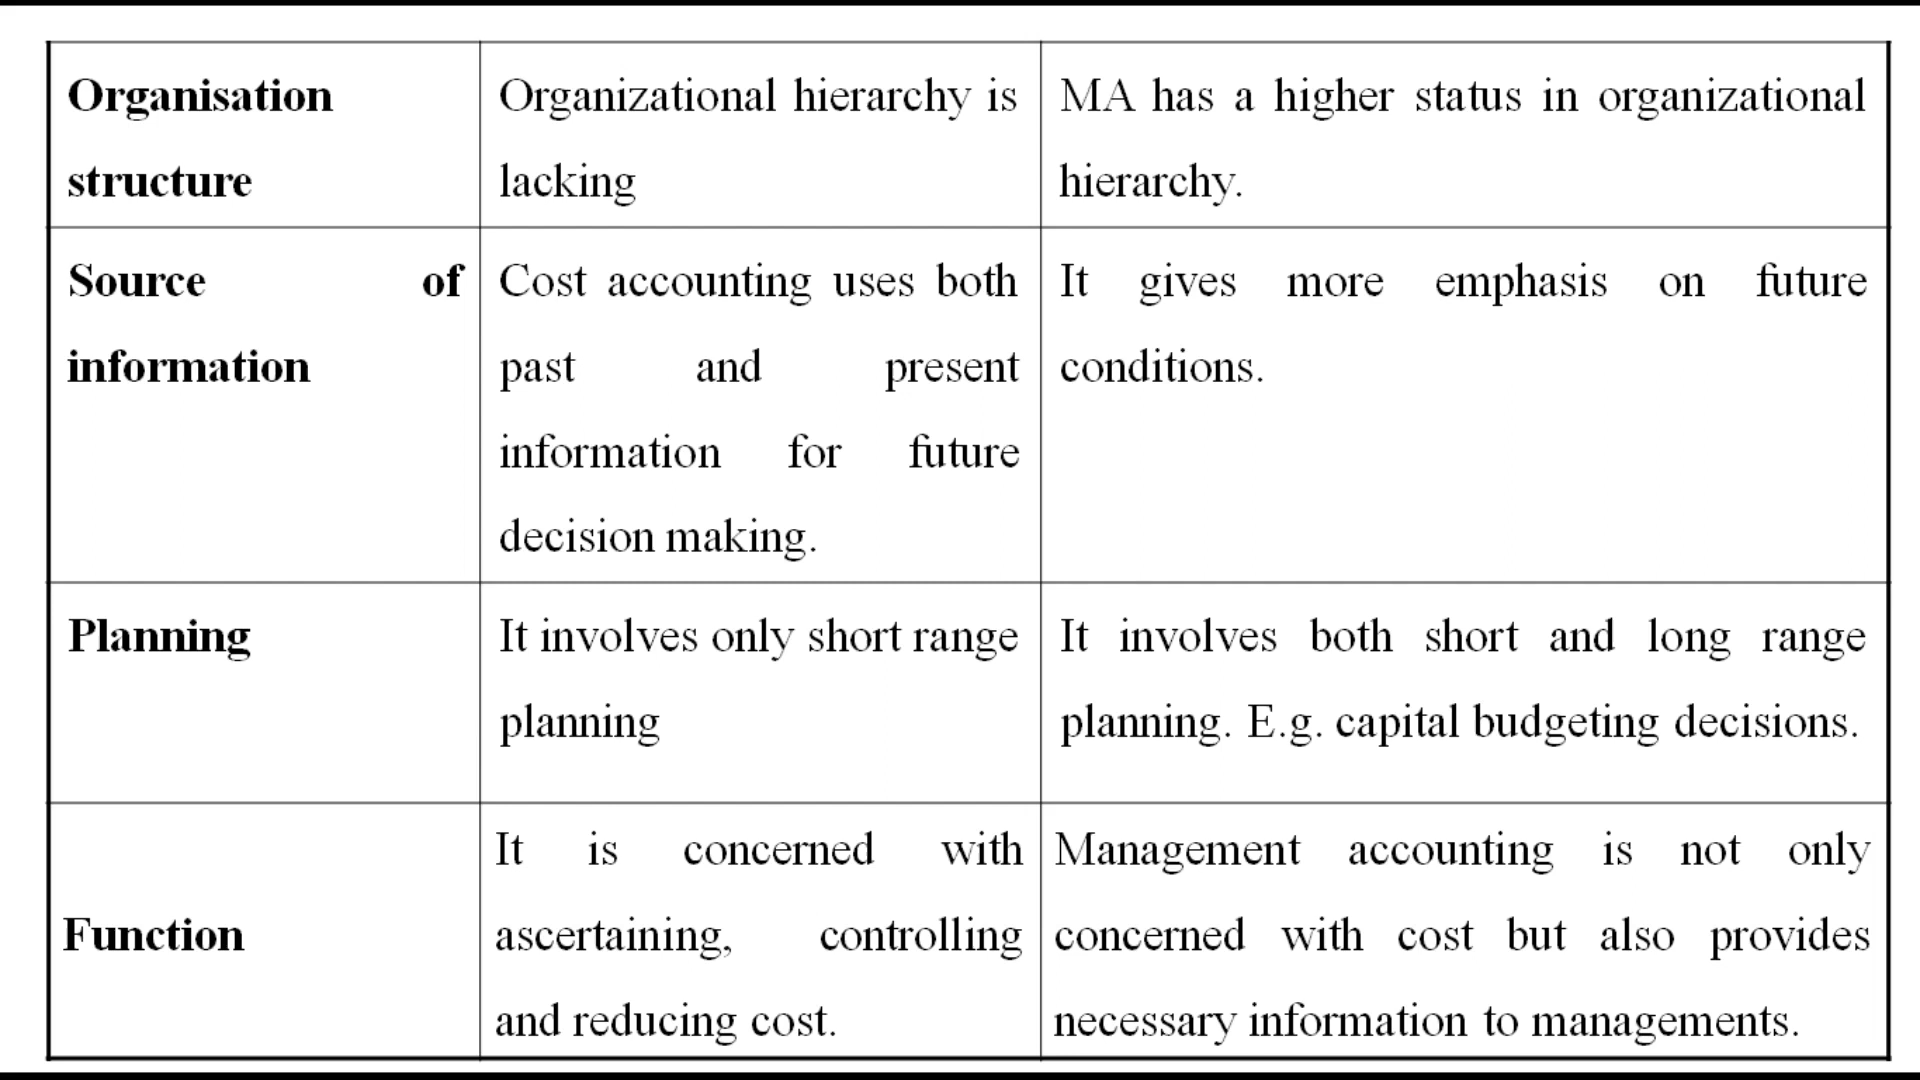 Organisation
structure
Organizational hierarchy is
lacking
MA has a higher status in organizational
hierarchy.
Source of
information
Cost accounting uses both
past and present
information for future
decision making.
It gives more emphasis on future
conditions.
Planning
It involves only short range
planning
It involves both short and long range
planning. E.g. capital budgeting decisions.
Function
It is concerned with
ascertaining, controlling
and reducing cost.
Management accounting is not only
concerned with cost but also provides
necessary information to managements.